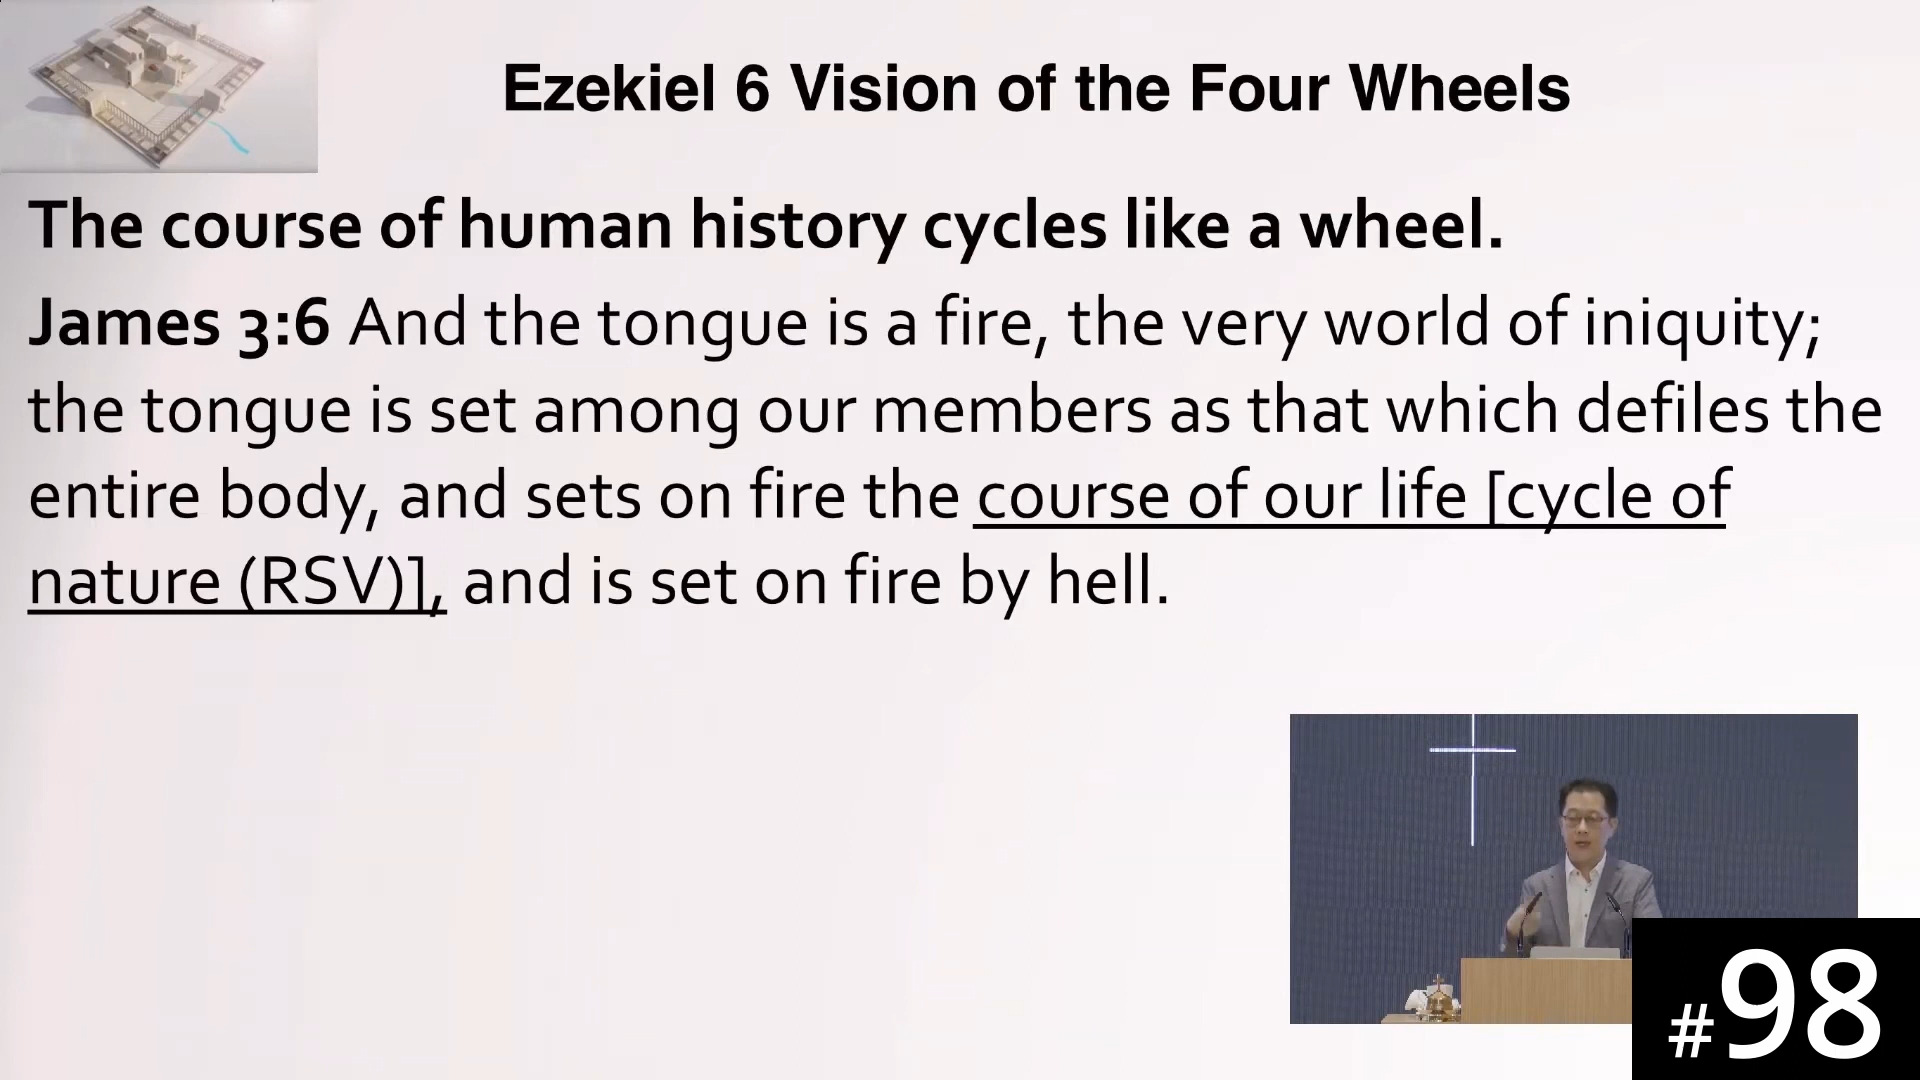 Ezekiel 6 Vision of the Four Wheels
The course of human history cycles like a wheel.
James 3:6 And the tongue is a fire, the very world of iniquity;
the tongue is set among our members as that which defiles the
entire body, and sets on fire the course of our life [cycle of
nature (RSV)], and is set on fire by hell.
#98